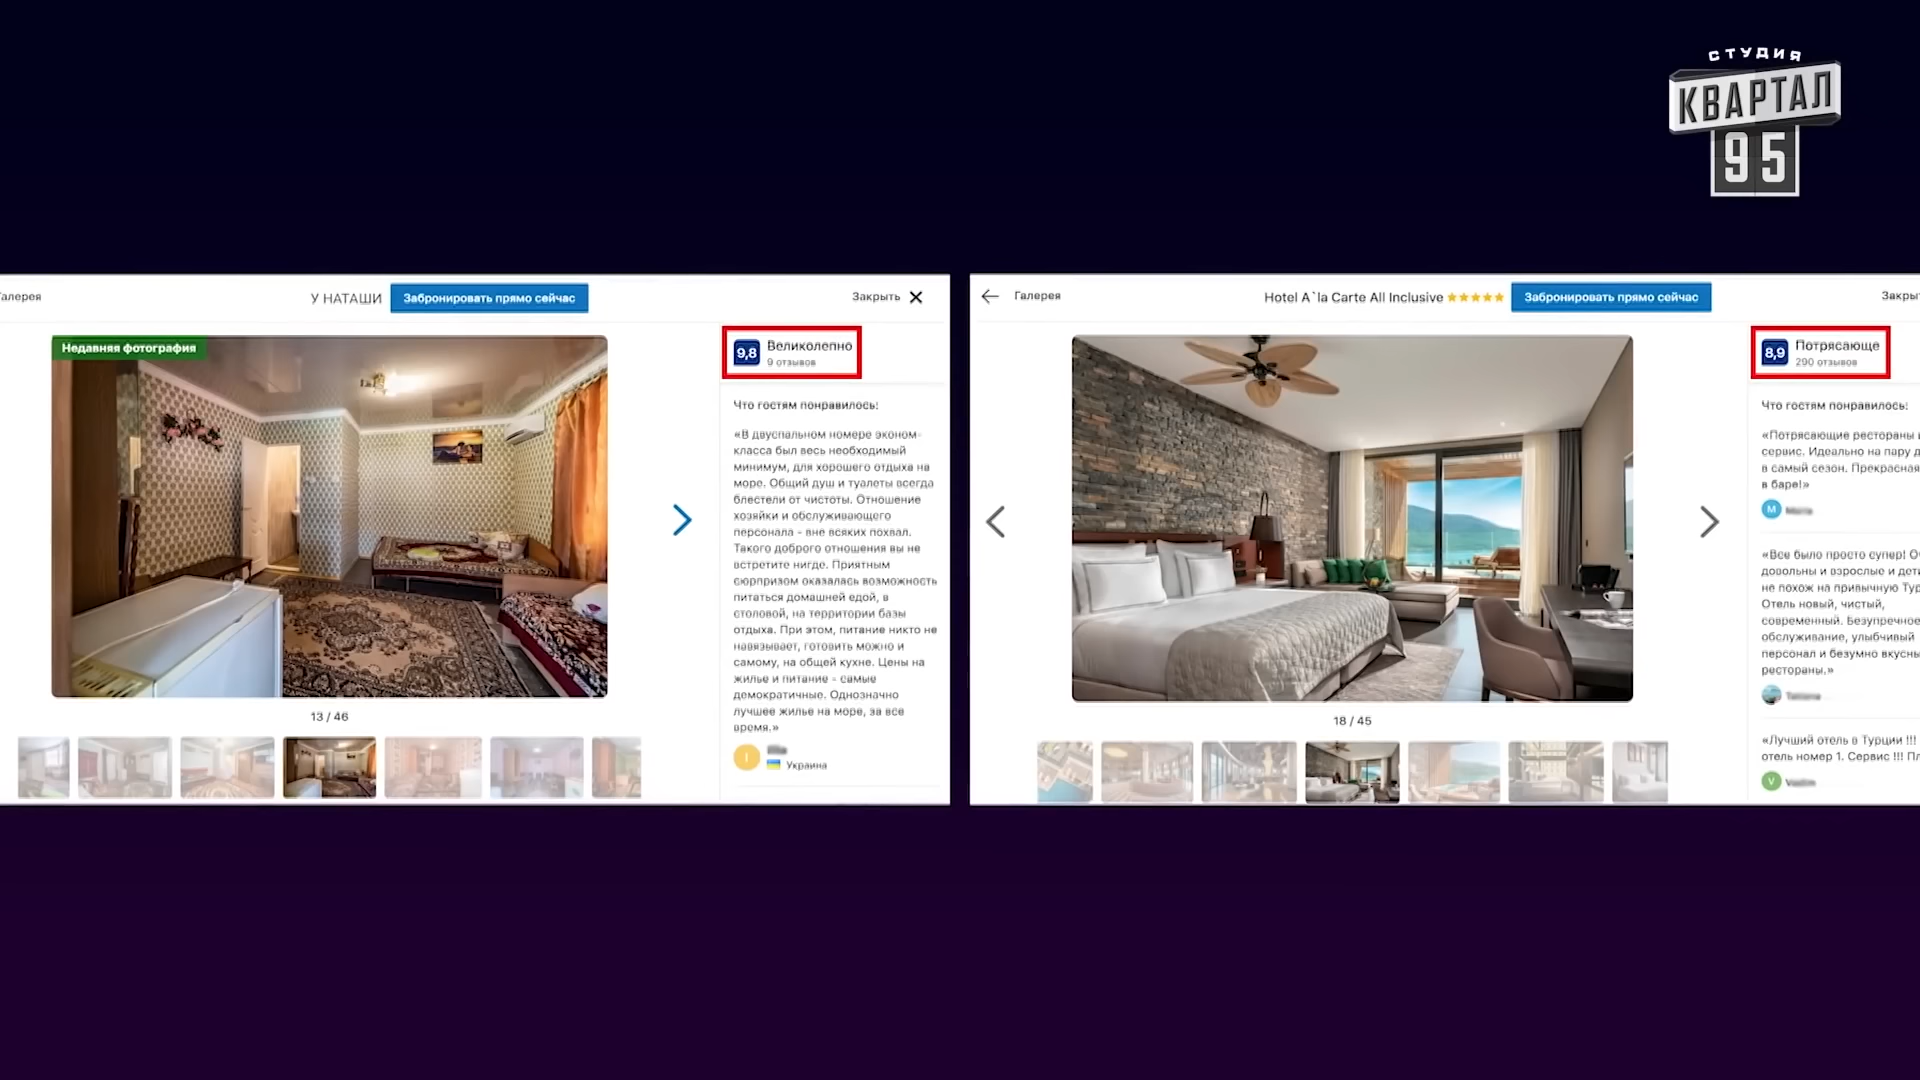 СТУДИЯ
КВАРТАЛ
95
Галерея
У НАТАШИ
Забронировать прямо сейчас
Закрыть
Недавняя фотография
9,8
Великолепно
9 отзывов
Что гостям понравилось:
«В двуспальном номере эконом-
класса был весь необходимый
минимум, для хорошего отдыха на
море. Общий душ и туалеты всегда
блестели от чистоты. Отношение
хозяйки и обслуживающего
персонала - вне всяких похвал.
Такого доброго отношения вы не
встретите нигде. Приятным
сюрпризом оказалась возможность
питаться домашней едой, в
столовой, на территории базы
отдыха. При этом, питание никто не
навязывает, готовить можно и
самому, на общей кухне. Цены на
жилье и питание - самые
демократичные. Однозначно
лучшее жилье на море, за все
время.»
I
Украина
13 / 46
Галерея
Hotel A`la Carte All Inclusive
Забронировать прямо сейчас
Закрыт
8,9
Потрясающе
290 отзывов
Что гостям понравилось:
«Потрясающие рестораны и
сервис. Идеально на пару д
в самый сезон. Прекрасная
в баре!»
M
«Все было просто супер! О
довольны и взрослые и дети
не похож на привычную Тур
Отель новый, чистый,
современный. Безупречное
обслуживание, улыбчивый
персонал и безумно вкусны
рестораны.»
«Лучший отель в Турции !!!
отель номер 1. Сервис !!! Пл
V
18 / 45